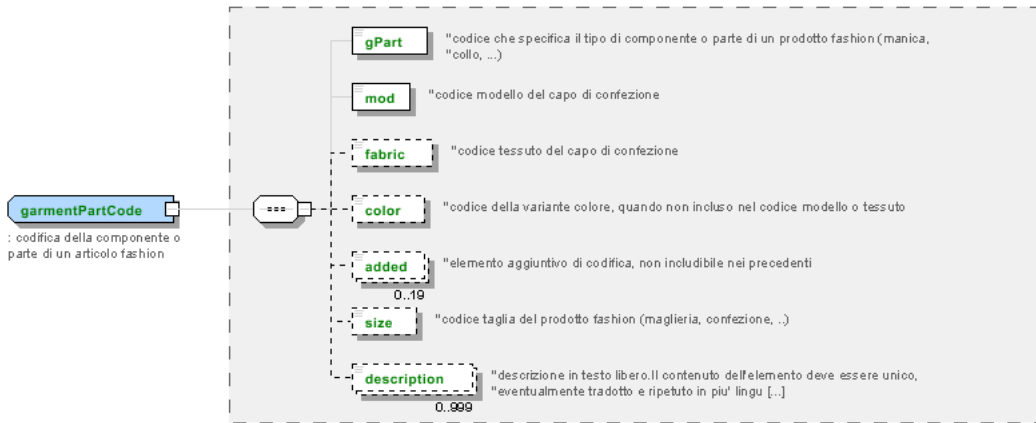 gPart
"codice che specifica il tipo di componente o parte di un prodotto fashion (manica,
"collo, ...)
mod
"codice modello del capo di confezione
fabric
"codice tessuto del capo di confezione
garmentPartCode
: codifica della componente o
parte di un articolo fashion
color
"codice della variante colore, quando non incluso nel codice modello o tessuto
added
"elemento aggiuntivo di codifica, non includibile nei precedenti
0..19
size
"codice taglia del prodotto fashion (maglieria, confezione, ..)
description
"descrizione in testo libero.Il contenuto dell'elemento deve essere unico,
"eventualmente tradotto e ripetuto in piu' lingu [...]
0..999